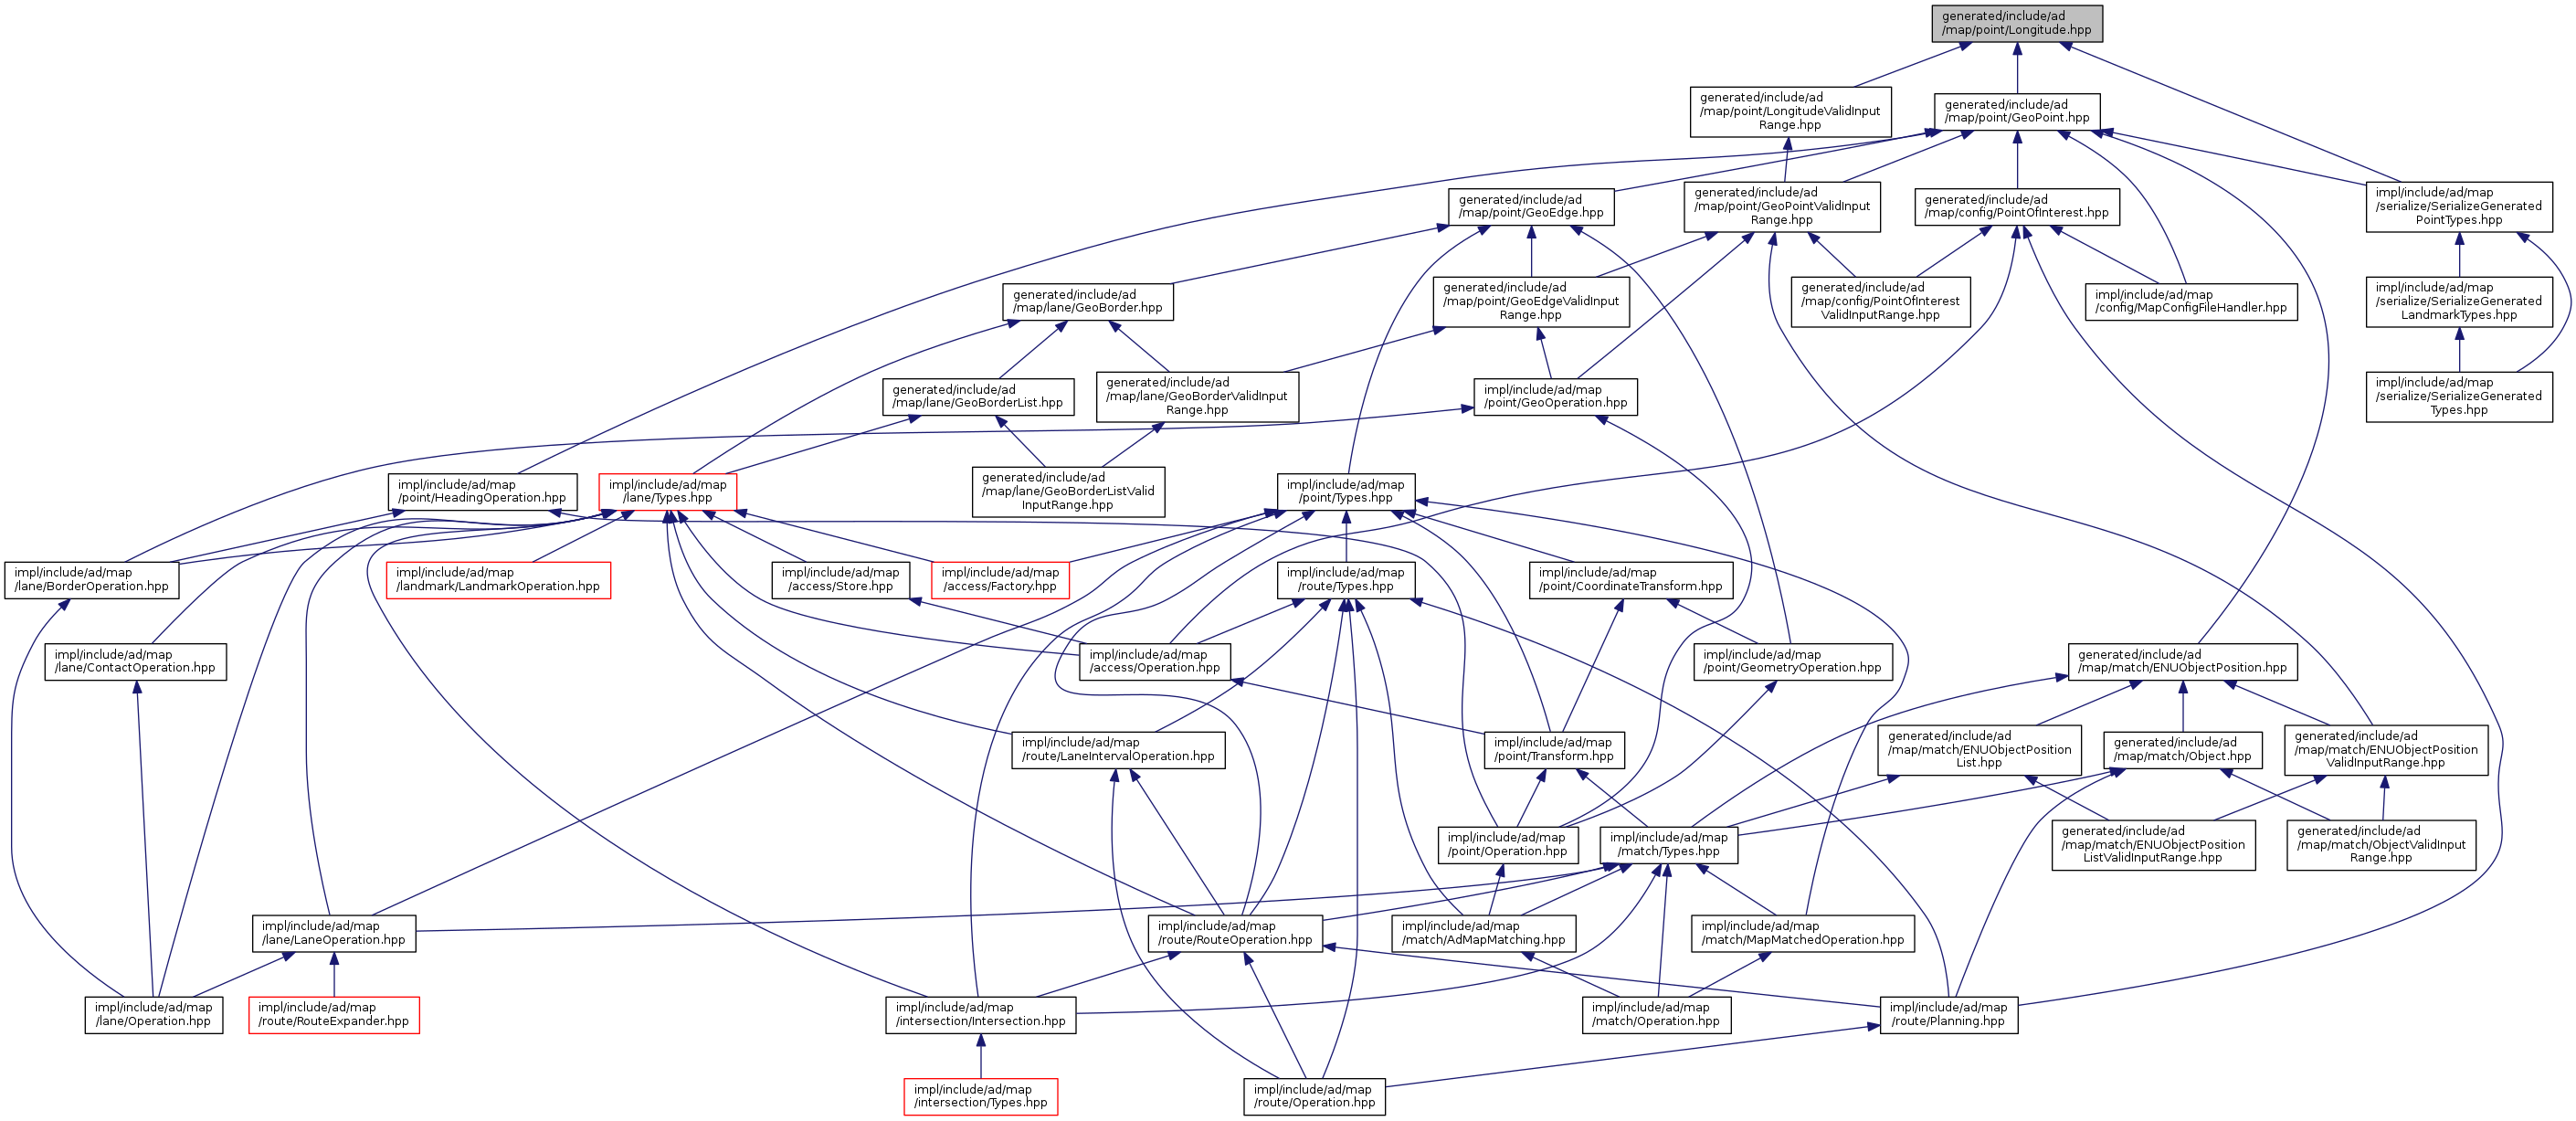 generated/include/ad
/map/point/Longitude.hpp
generated/include/ad
/map/point/LongitudeValidInput
Range.hpp
generated/include/ad
/map/point/GeoPoint.hpp
generated/include/ad
/map/point/GeoEdge.hpp
generated/include/ad
/map/point/GeoPointValidInput
Range.hpp
generated/include/ad
/map/config/PointOfInterest.hpp
impl/include/ad/map
/serialize/SerializeGenerated
PointTypes.hpp
generated/include/ad
/map/lane/GeoBorder.hpp
generated/include/ad
/map/point/GeoEdgeValidInput
Range.hpp
generated/include/ad
/map/config/PointOfInterest
ValidInputRange.hpp
impl/include/ad/map
/config/MapConfigFileHandler.hpp
impl/include/ad/map
/serialize/SerializeGenerated
LandmarkTypes.hpp
generated/include/ad
/map/lane/GeoBorderList.hpp
generated/include/ad
/map/lane/GeoBorderValidInput
Range.hpp
impl/include/ad/map
/point/GeoOperation.hpp
impl/include/ad/map
/serialize/SerializeGenerated
Types.hpp
impl/include/ad/map
/point/HeadingOperation.hpp
impl/include/ad/map
/lane/Types.hpp
generated/include/ad
/map/lane/GeoBorderListValid
InputRange.hpp
impl/include/ad/map
/point/Types.hpp
impl/include/ad/map
/lane/BorderOperation.hpp
impl/include/ad/map
/landmark/LandmarkOperation.hpp
impl/include/ad/map
/access/Store.hpp
impl/include/ad/map
/access/Factory.hpp
impl/include/ad/map
/route/Types.hpp
impl/include/ad/map
/point/CoordinateTransform.hpp
impl/include/ad/map
/lane/ContactOperation.hpp
impl/include/ad/map
/access/Operation.hpp
impl/include/ad/map
/point/GeometryOperation.hpp
generated/include/ad
/map/match/ENUObjectPosition.hpp
impl/include/ad/map
/route/LaneIntervalOperation.hpp
impl/include/ad/map
/point/Transform.hpp
generated/include/ad
/map/match/ENUObjectPosition
List.hpp
generated/include/ad
/map/match/Object.hpp
generated/include/ad
/map/match/ENUObjectPosition
ValidInputRange.hpp
impl/include/ad/map
/point/Operation.hpp
impl/include/ad/map
/match/Types.hpp
generated/include/ad
/map/match/ENUObjectPosition
ListValidInputRange.hpp
generated/include/ad
/map/match/ObjectValidInput
Range.hpp
impl/include/ad/map
/lane/LaneOperation.hpp
impl/include/ad/map
/route/RouteOperation.hpp
impl/include/ad/map
/match/AdMapMatching.hpp
impl/include/ad/map
/match/MapMatchedOperation.hpp
impl/include/ad/map
/lane/Operation.hpp
impl/include/ad/map
/route/RouteExpander.hpp
impl/include/ad/map
/intersection/Intersection.hpp
impl/include/ad/map
/match/Operation.hpp
impl/include/ad/map
/route/Planning.hpp
impl/include/ad/map
/intersection/Types.hpp
impl/include/ad/map
/route/Operation.hpp